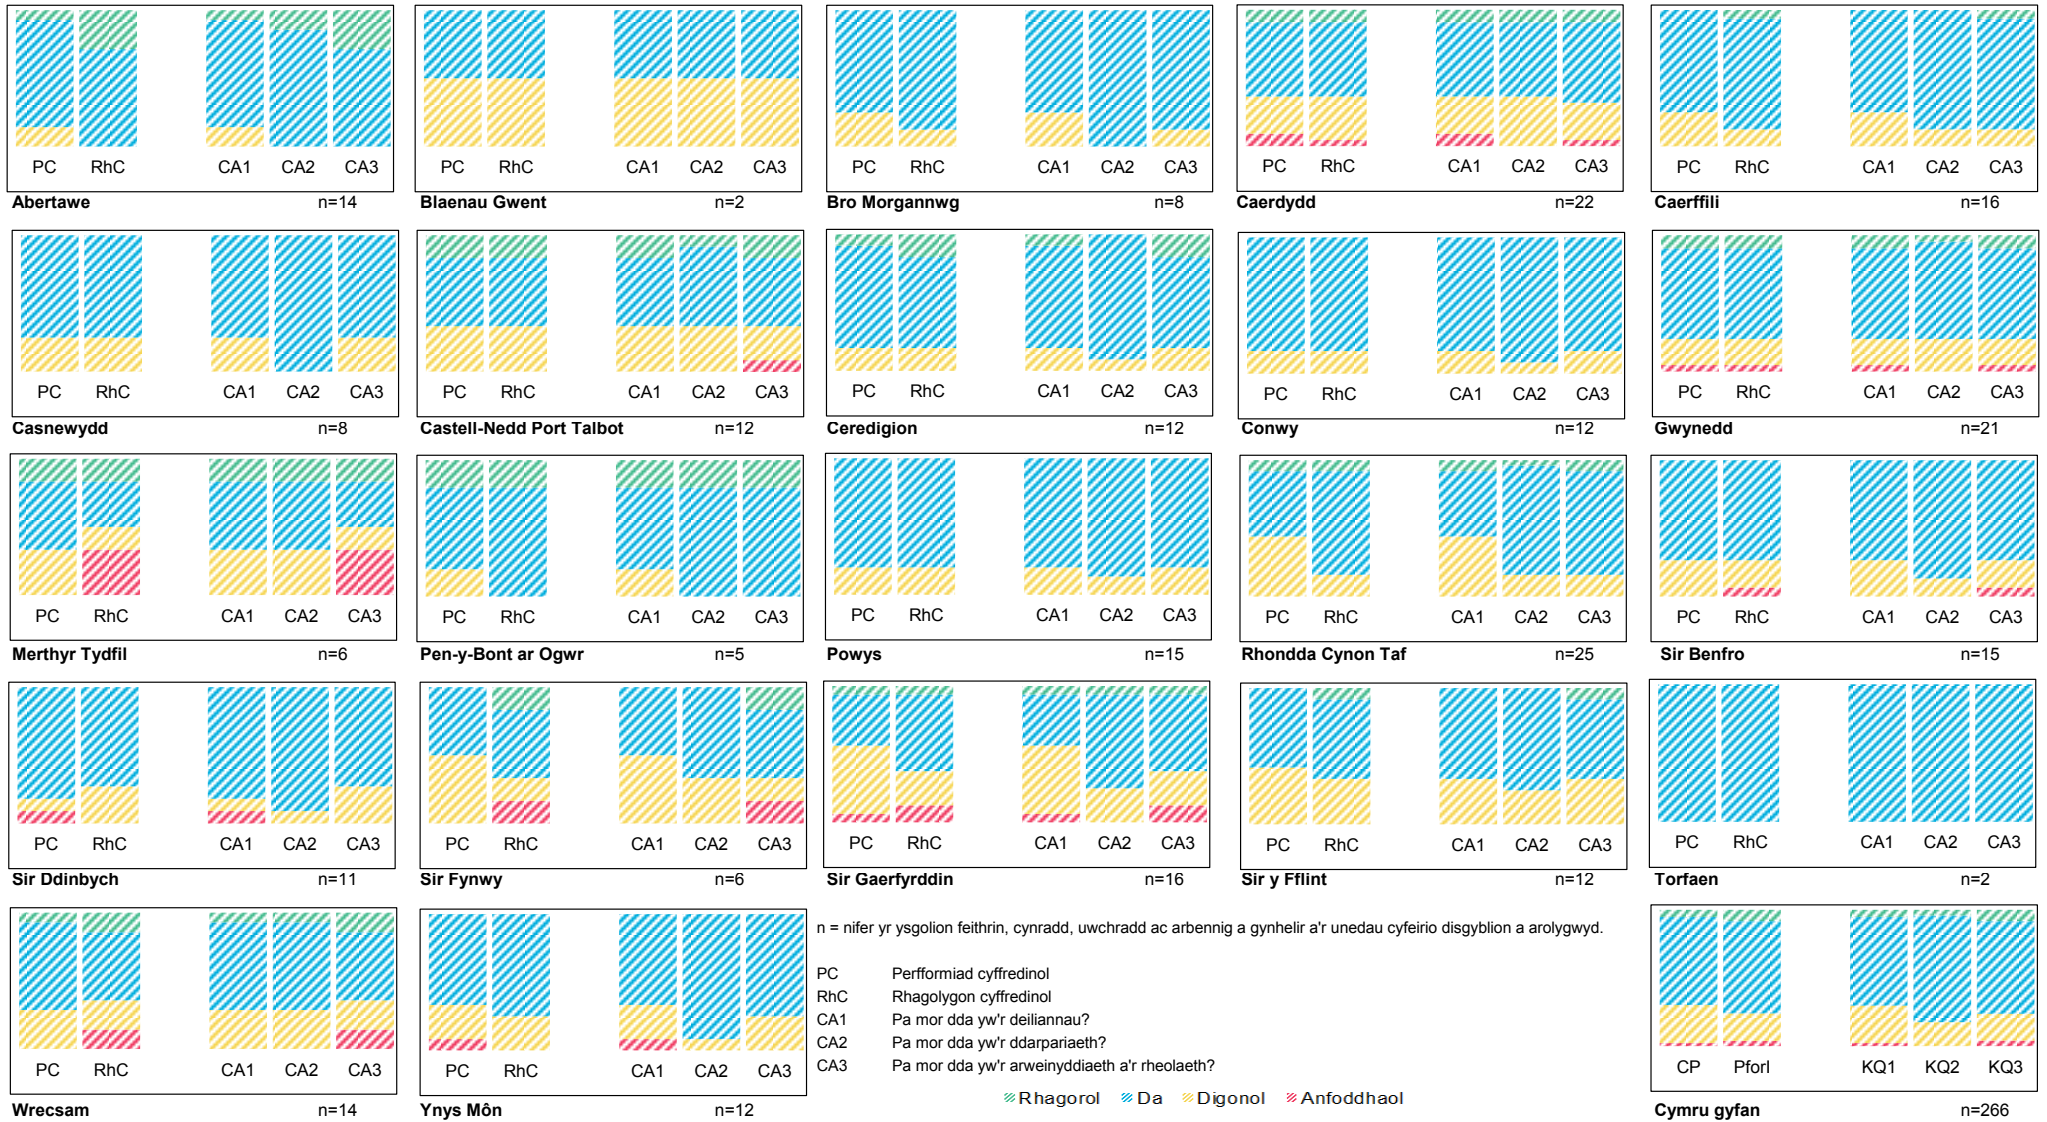 PC RhC CA1 CA2 CA3
Abertawe n=14
PC RhC CA1 CA2 CA3
Blaenau Gwent n=2
PC RhC CA1 CA2 CA3
Bro Morgannwg n=8
PC RhC CA1 CA2 CA3
Caerdydd n=22
PC RhC CA1 CA2 CA3
Caerffili n=16
PC RhC CA1 CA2 CA3
Casnewydd n=8
PC RhC CA1 CA2 CA3
Castell-Nedd Port Talbot n=12
PC RhC CA1 CA2 CA3
Ceredigion n=12
PC RhC CA1 CA2 CA3
Conwy n=12
PC RhC CA1 CA2 CA3
Gwynedd n=21
PC RhC CA1 CA2 CA3
Merthyr Tydfil n=6
PC RhC CA1 CA2 CA3
Pen-y-Bont ar Ogwr n=5
PC RhC CA1 CA2 CA3
Powys n=15
PC RhC CA1 CA2 CA3
Rhondda Cynon Taf n=25
PC RhC CA1 CA2 CA3
Sir Benfro n=15
PC RhC CA1 CA2 CA3
Sir Ddinbych n=11
PC RhC CA1 CA2 CA3
Sir Fynwy n=6
PC RhC CA1 CA2 CA3
Sir Gaerfyrddin n=16
PC RhC CA1 CA2 CA3
Sir y Fflint n=12
PC RhC CA1 CA2 CA3
Torfaen n=2
PC RhC CA1 CA2 CA3
Wrecsam n=14
PC RhC CA1 CA2 CA3
Ynys Môn n=12
n = nifer yr ysgolion feithrin, cynradd, uwchradd ac arbennig a gynhelir a'r unedau cyfeirio disgyblion a arolygwyd.
PC Perfformiad cyffredinol
RhC Rhagolygon cyffredinol
CA1 Pa mor dda yw'r deiliannau?
CA2 Pa mor dda yw'r ddarpariaeth?
CA3 Pa mor dda yw'r arweinyddiaeth a'r rheolaeth?
Rhagorol Da Digonol Anfoddhaol
CP Pforl KQ1 KQ2 KQ3
Cymru gyfan n=266